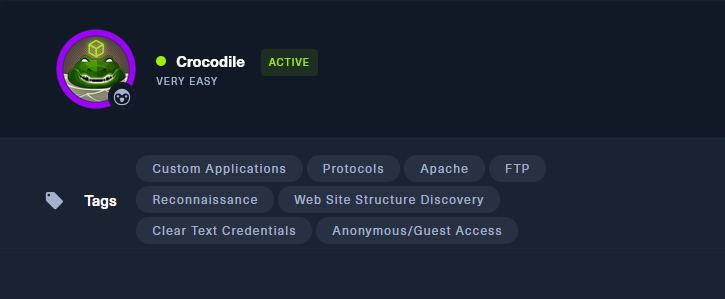 Crocodile ACTIVE
VERY EASY
Custom Applications Protocols Apache FTP
Tags Reconnaissance Web Site Structure Discovery
Clear Text Credentials Anonymous/Guest Access